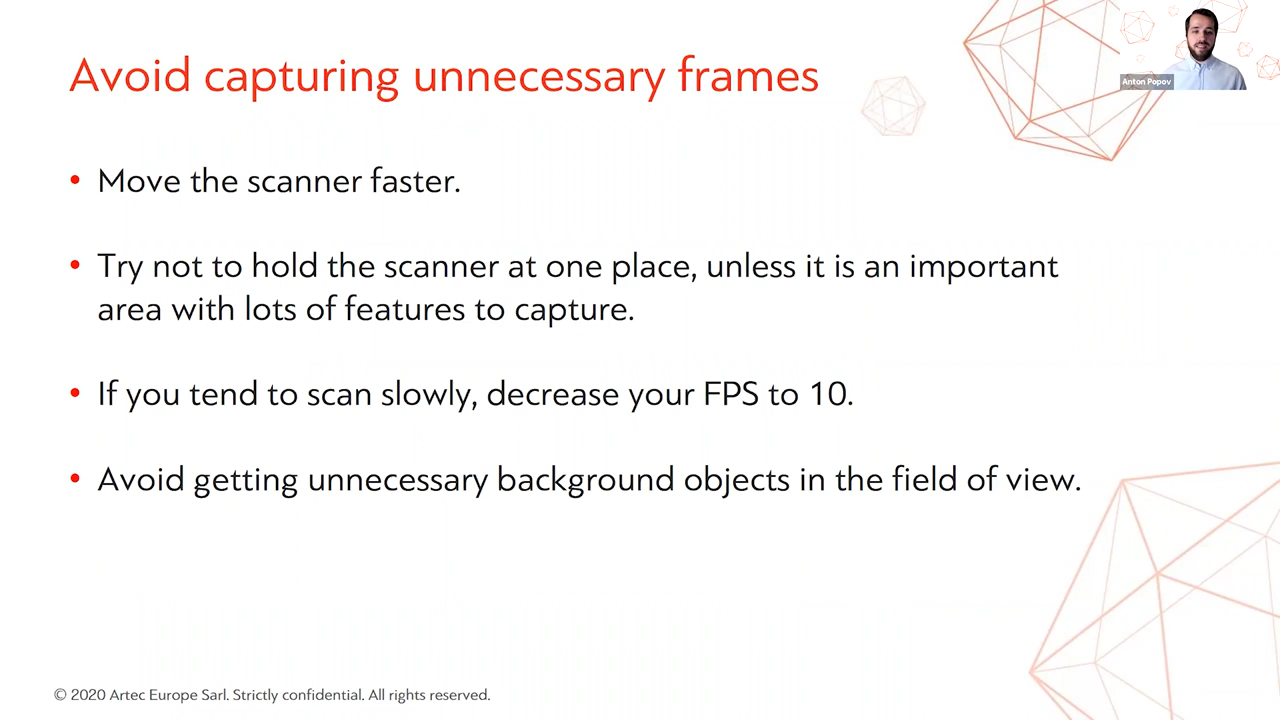 Avoid capturing unnecessary frames
Anton Popov
• Move the scanner faster.
• Try not to hold the scanner at one place, unless it is an important
area with lots of features to capture.
• If you tend to scan slowly, decrease your FPS to 10.
• Avoid getting unnecessary background objects in the field of view.
© 2020 Artec Europe Sarl. Strictly confidential. All rights reserved.